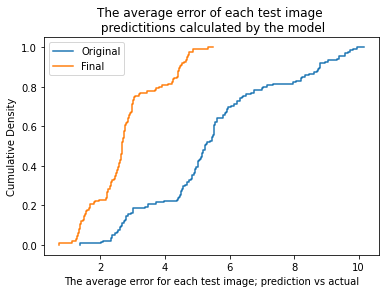 The average error of each test image
predictitions calculated by the model
Original
Final
Cumulative Density
1.0
0.8
0.6
0.4
0.2
0.0
2
4
6
8
10
The average error for each test image; prediction vs actual